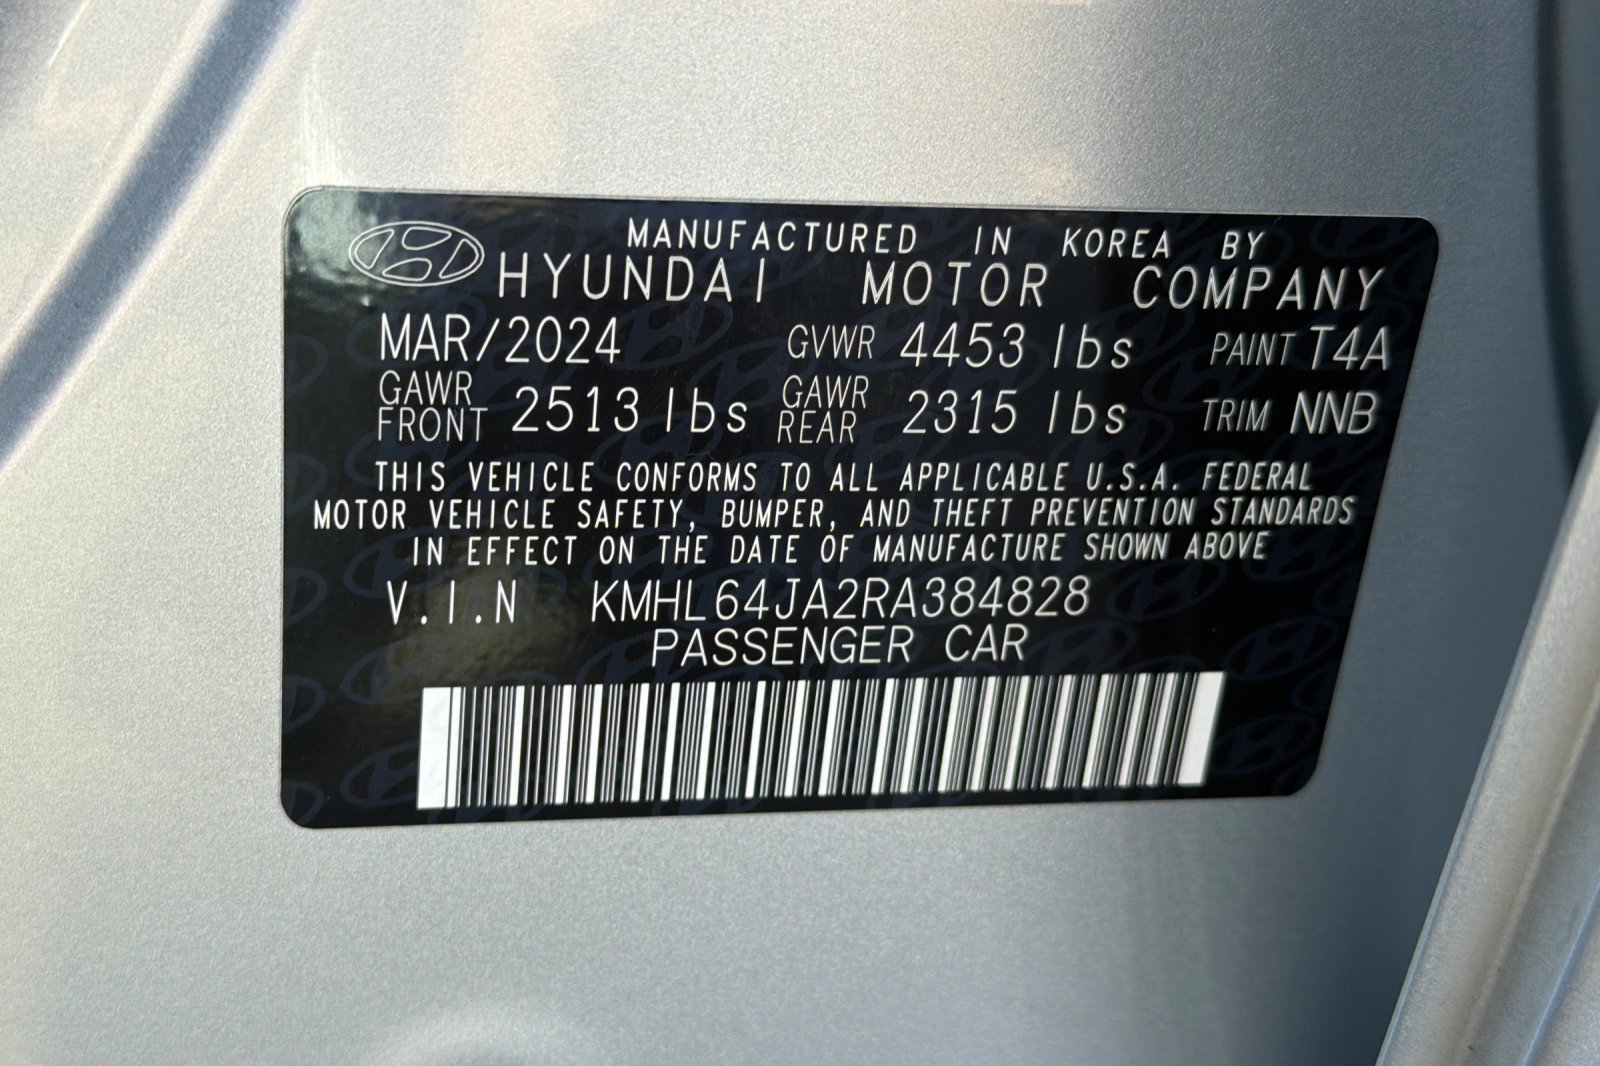 MANUFACTURED IN KOREA BY
HYUNDAI MOTOR COMPANY
MAR/2024 GVWR 4453 lbs PAINT T4A
GAWR FRONT 2513 lbs GAWR REAR 2315 lbs TRIM NNB
THIS VEHICLE CONFORMS TO ALL APPLICABLE U.S.A. FEDERAL
MOTOR VEHICLE SAFETY, BUMPER, AND THEFT PREVENTION STANDARDS
IN EFFECT ON THE DATE OF MANUFACTURE SHOWN ABOVE
V.I.N KMHL64JA2RA384828
PASSENGER CAR